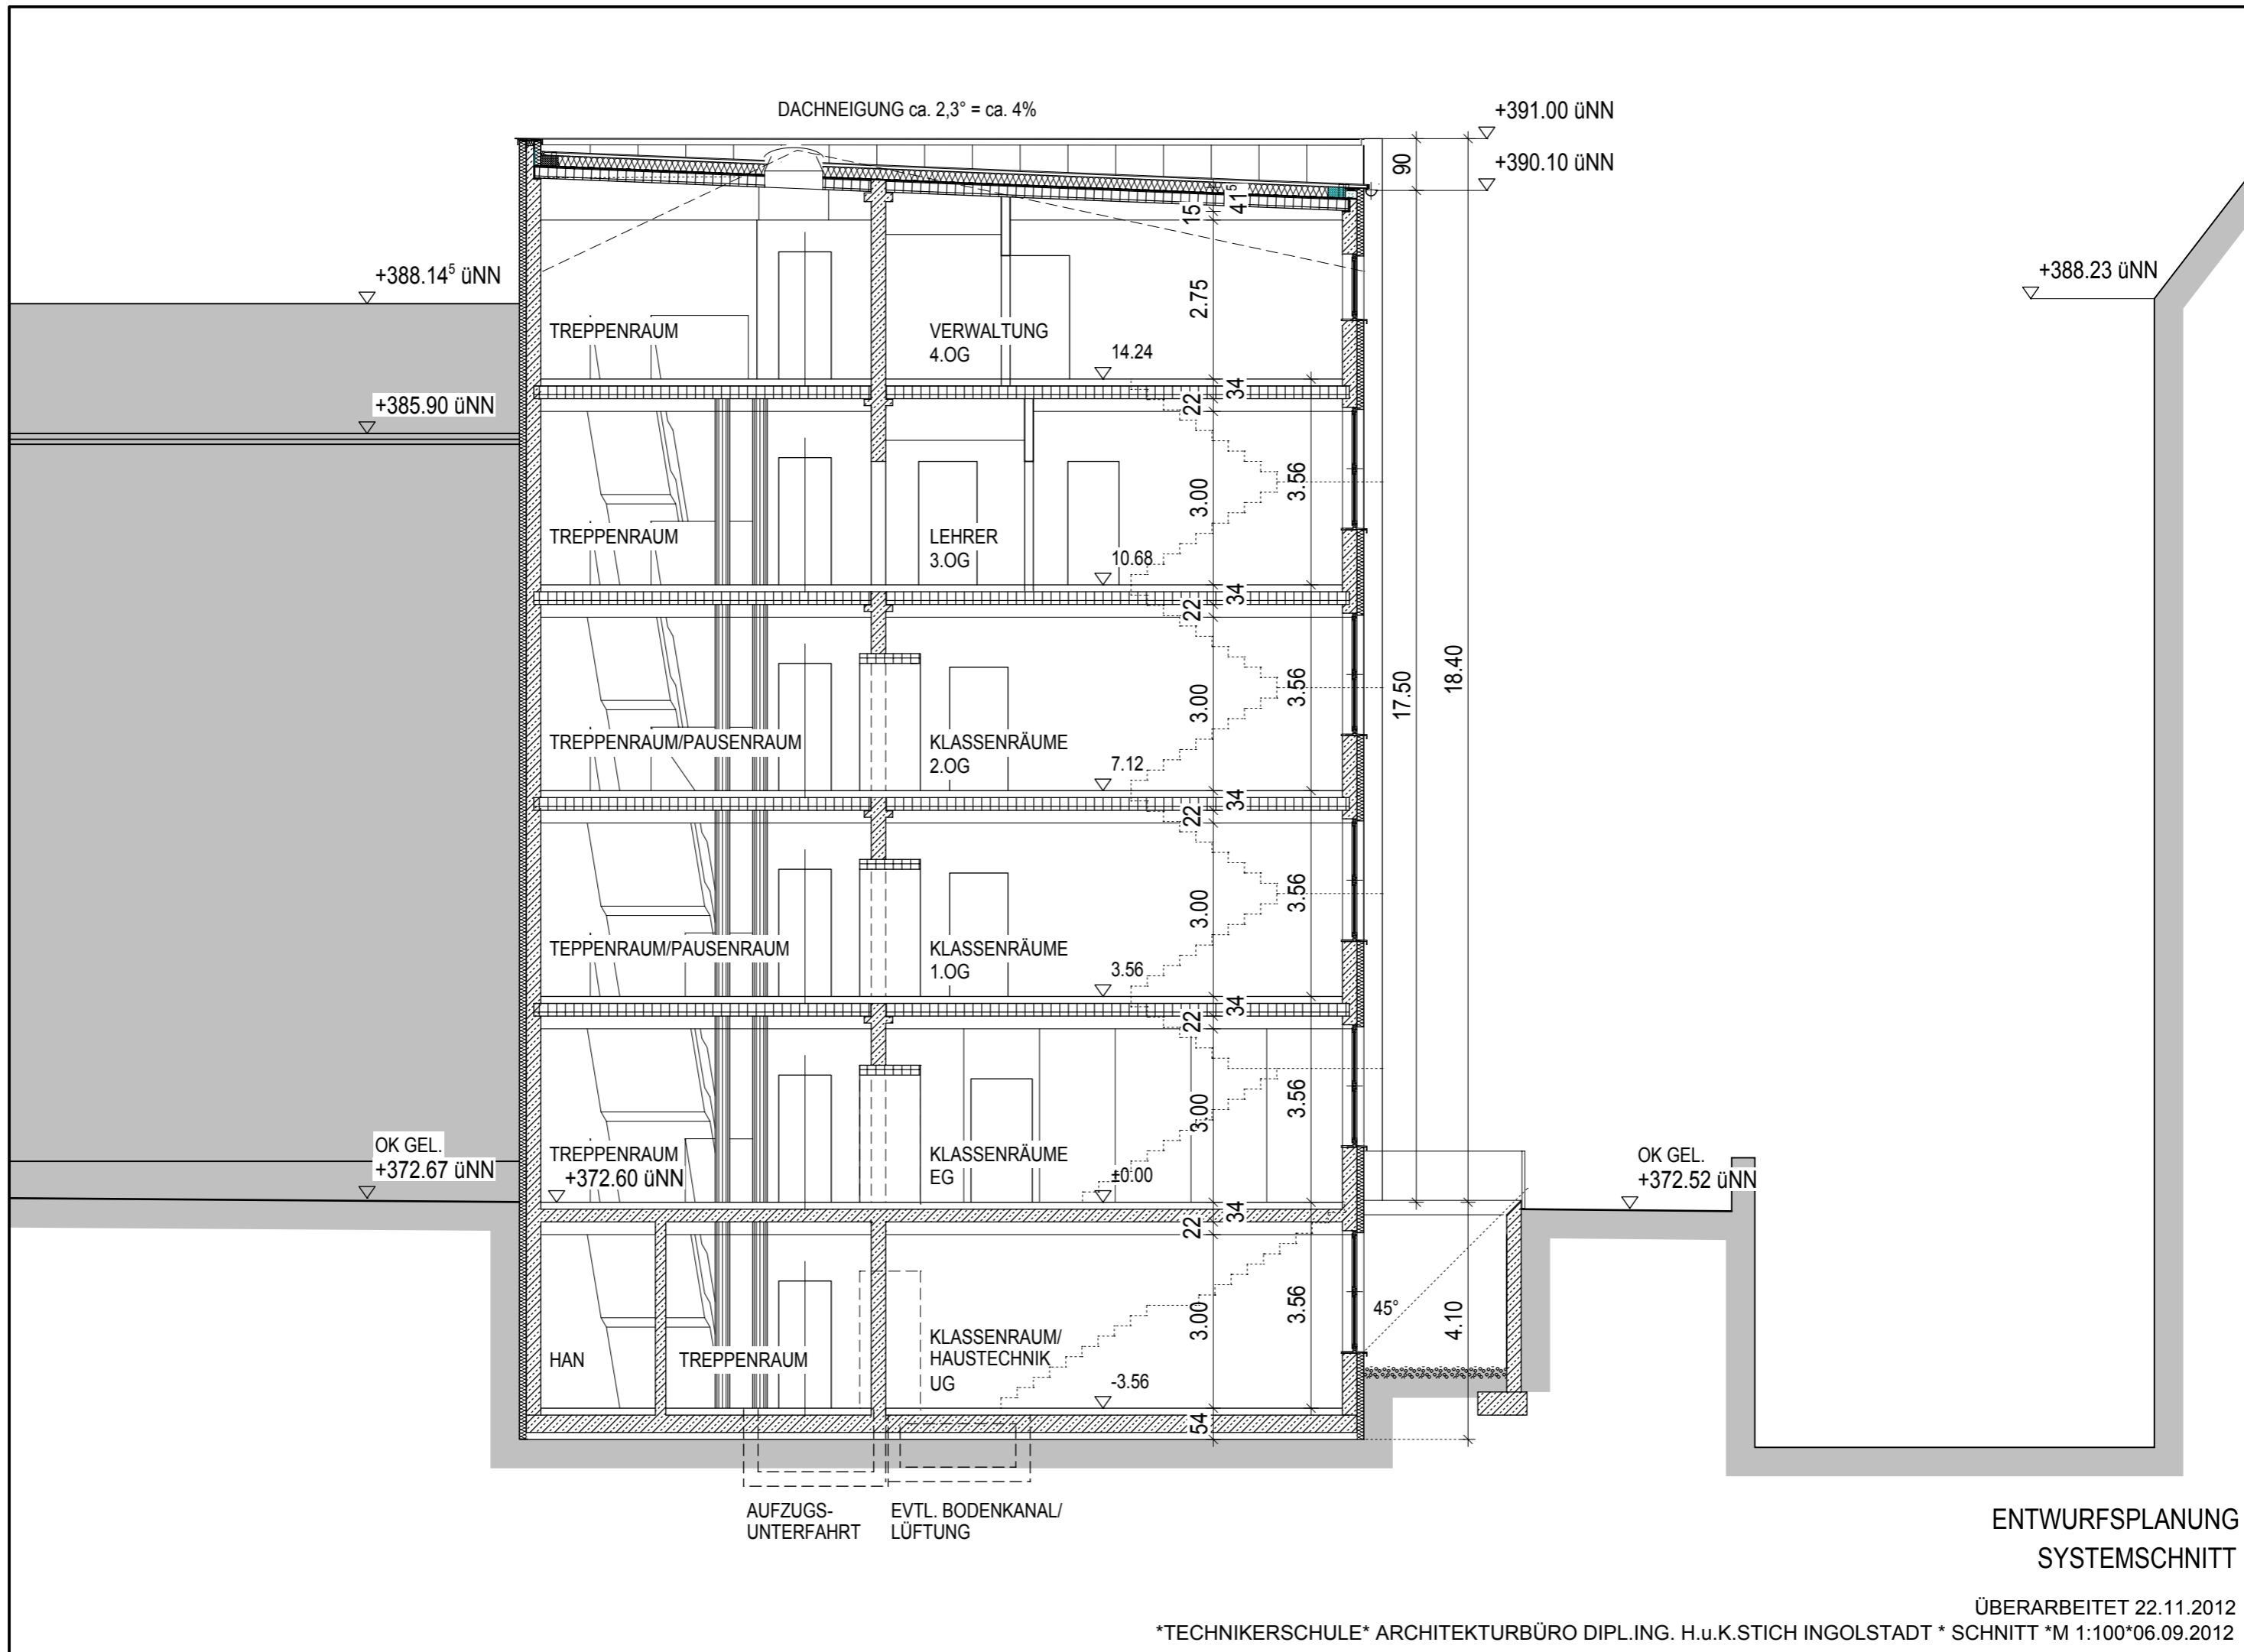 DACHNEIGUNG ca. 2,3° = ca. 4%
+391.00 üNN
+390.10 üNN
90
41⁵
15
+388.14⁵ üNN
+388.23 üNN
2.75
TREPPENRAUM
VERWALTUNG
4.OG
14.24
34
22
+385.90 üNN
3.56
3.00
TREPPENRAUM
LEHRER
3.OG
10.68
34
22
3.56
3.00
17.50
18.40
TREPPENRAUM/PAUSENRAUM
KLASSENRÄUME
2.OG
7.12
34
22
3.56
3.00
TEPPENRAUM/PAUSENRAUM
KLASSENRÄUME
1.OG
3.56
34
22
3.56
3.00
OK GEL.
+372.67 üNN
TREPPENRAUM
+372.60 üNN
KLASSENRÄUME
EG
±0.00
OK GEL.
+372.52 üNN
34
22
3.56
3.00
45°
4.10
HAN
TREPPENRAUM
KLASSENRAUM/
HAUSTECHNIK
UG
-3.56
54
AUFZUGS-
UNTERFAHRT
EVTL. BODENKANAL/
LÜFTUNG
ENTWURFSPLANUNG
SYSTEMSCHNITT
ÜBERARBEITET 22.11.2012
*TECHNIKERSCHULE* ARCHITEKTURBÜRO DIPL.ING. H.u.K.STICH INGOLSTADT * SCHNITT *M 1:100*06.09.2012